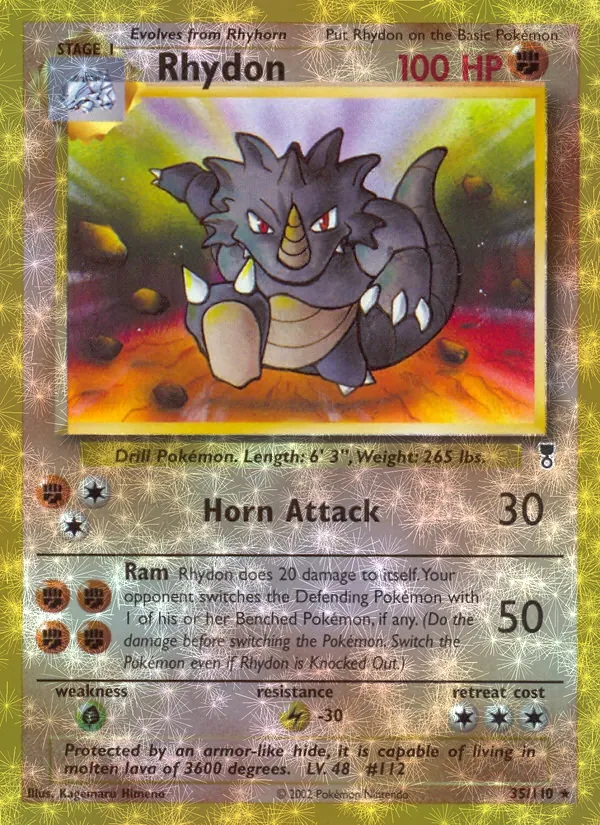 Evolves from Rhyhorn
Put Rhydon on the Basic Pokémon
STAGE 1
Rhydon
100 HP
Drill Pokémon. Length: 6' 3", Weight: 265 lbs.
Horn Attack
30
Ram Rhydon does 20 damage to itself. Your
opponent switches the Defending Pokémon with
1 of his or her Benched Pokémon, if any. (Do the
damage before switching the Pokémon. Switch the
Pokémon even if Rhydon is Knocked Out.)
50
weakness
resistance
retreat cost
-30
Protected by an armor-like hide, it is capable of living in
molten lava of 3600 degrees. LV. 48 #112
Illus. Kagemaru Himeno
© 2002 Pokémon Nintendo
35/110 ★